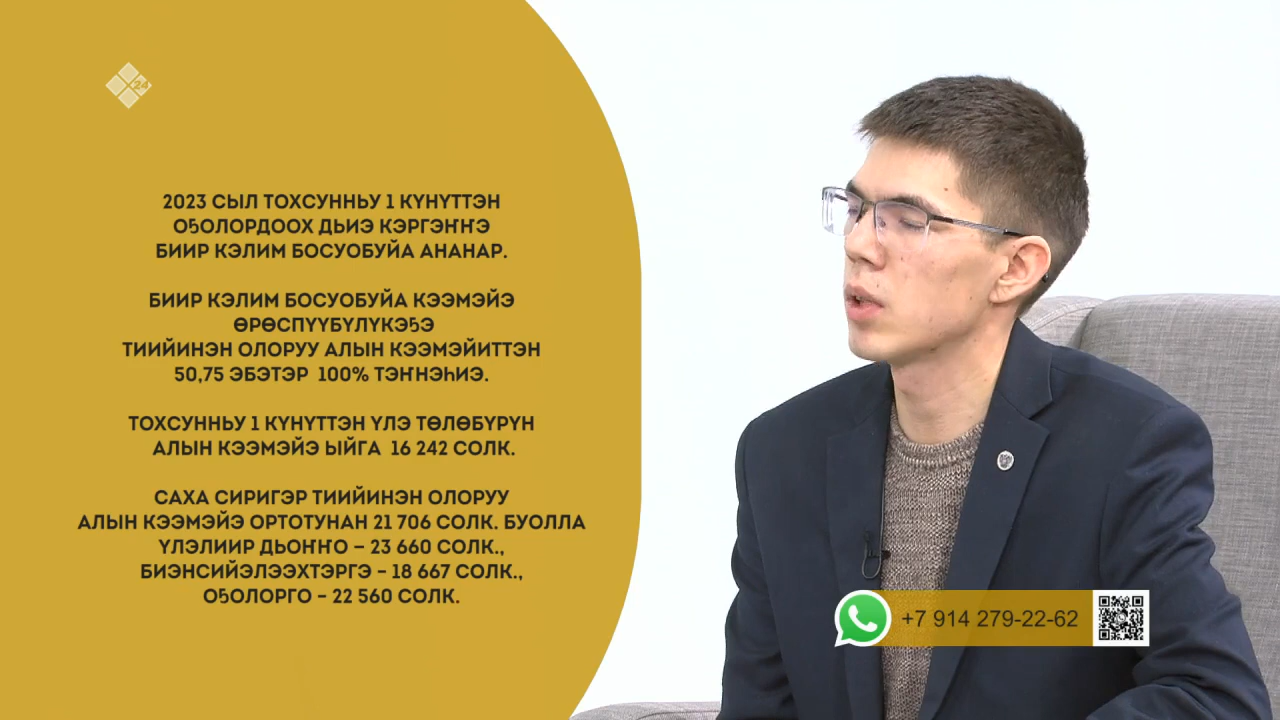 24
2023 СЫЛ ТОХСУННЬУ 1 КҮНҮТТЭН
ОҔОЛОРДООХ ДЬИЭ КЭРГЭҤҤЭ
БИИР КЭЛИМ БОСУОБУЙА АНАНАР.
БИИР КЭЛИМ БОСУОБУЙА КЭЭМЭЙЭ
ӨРӨСПҮҮБҮЛҮКЭҔЭ
ТИИЙИНЭН ОЛОРУУ АЛЫН КЭЭМЭЙИТТЭН
50,75 ЭБЭТЭР 100% ТЭҤНЭҺИЭ.
ТОХСУННЬУ 1 КҮНҮТТЭН ҮЛЭ ТӨЛӨБҮРҮН
АЛЫН КЭЭМЭЙЭ ЫЙГА 16 242 СОЛК.
САХА СИРИГЭР ТИИЙИНЭН ОЛОРУУ
АЛЫН КЭЭМЭЙЭ ОРТОТУНАН 21 706 СОЛК. БУОЛЛА
ҮЛЭЛИИР ДЬОҤҤО – 23 660 СОЛК.,
БИЭНСИЙЭЛЭЭХТЭРГЭ – 18 667 СОЛК.,
ОҔОЛОРГО – 22 560 СОЛК.
+7 914 279-22-62